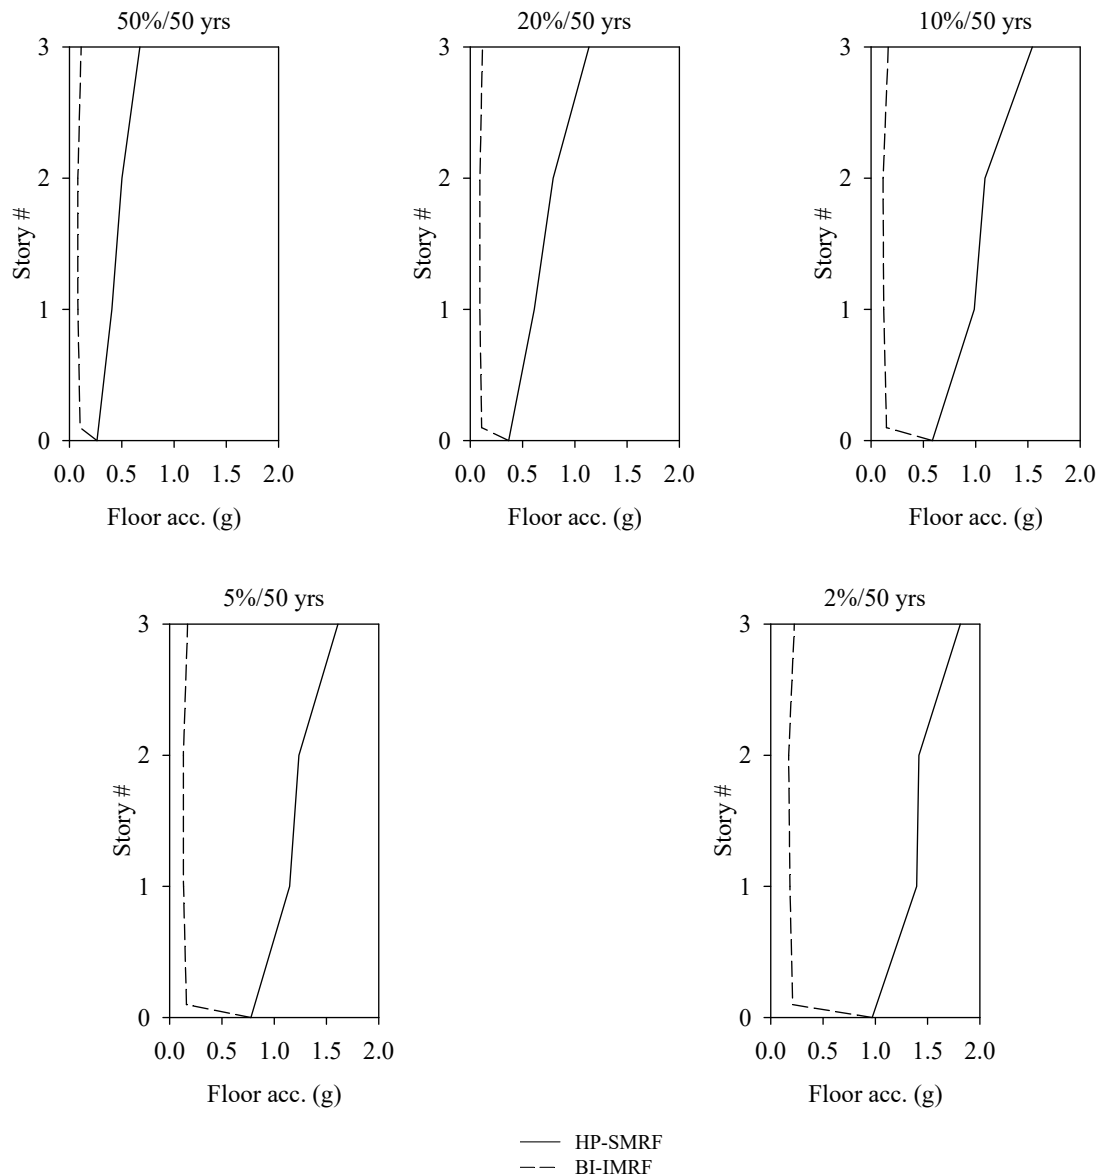 50%/50 yrs
20%/50 yrs
10%/50 yrs
3
2
1
0
Story #
0.0 0.5 1.0 1.5 2.0
Floor acc. (g)
3
2
1
0
Story #
0.0 0.5 1.0 1.5 2.0
Floor acc. (g)
3
2
1
0
Story #
0.0 0.5 1.0 1.5 2.0
Floor acc. (g)
5%/50 yrs
3
2
1
0
Story #
0.0 0.5 1.0 1.5 2.0
Floor acc. (g)
2%/50 yrs
3
2
1
0
Story #
0.0 0.5 1.0 1.5 2.0
Floor acc. (g)
HP-SMRF
BI-IMRF